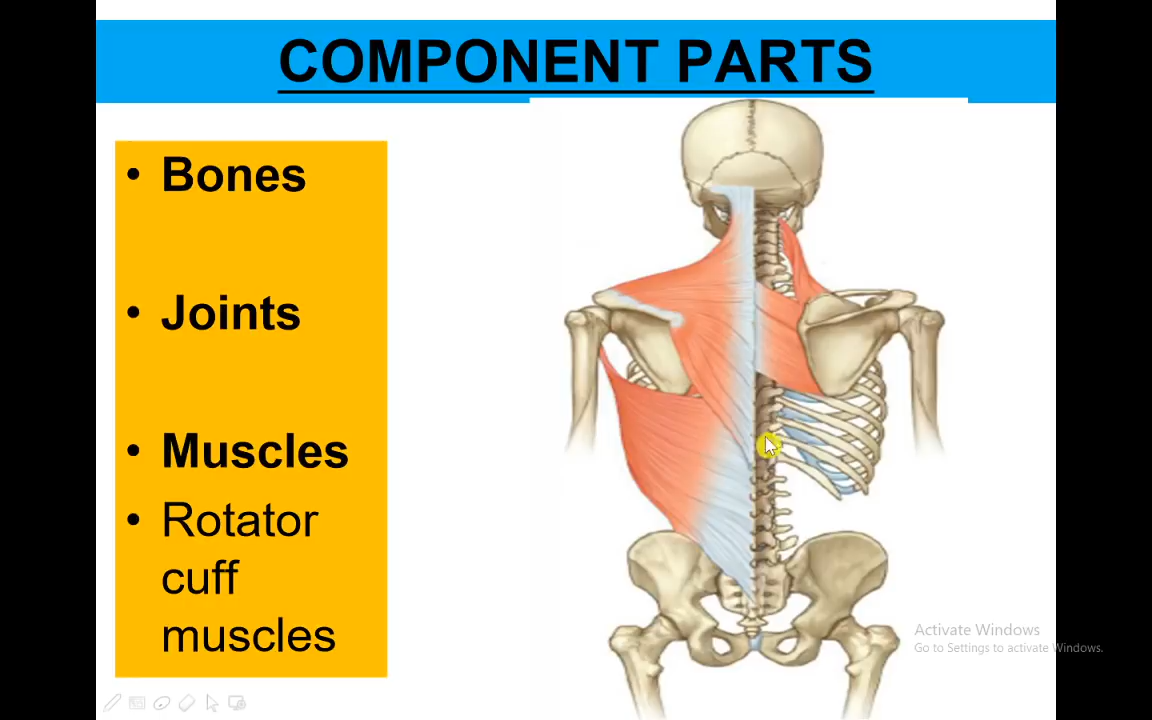 COMPONENT PARTS
• Bones
• Joints
• Muscles
• Rotator
cuff
muscles
Activate Windows
Go to Settings to activate Windows.